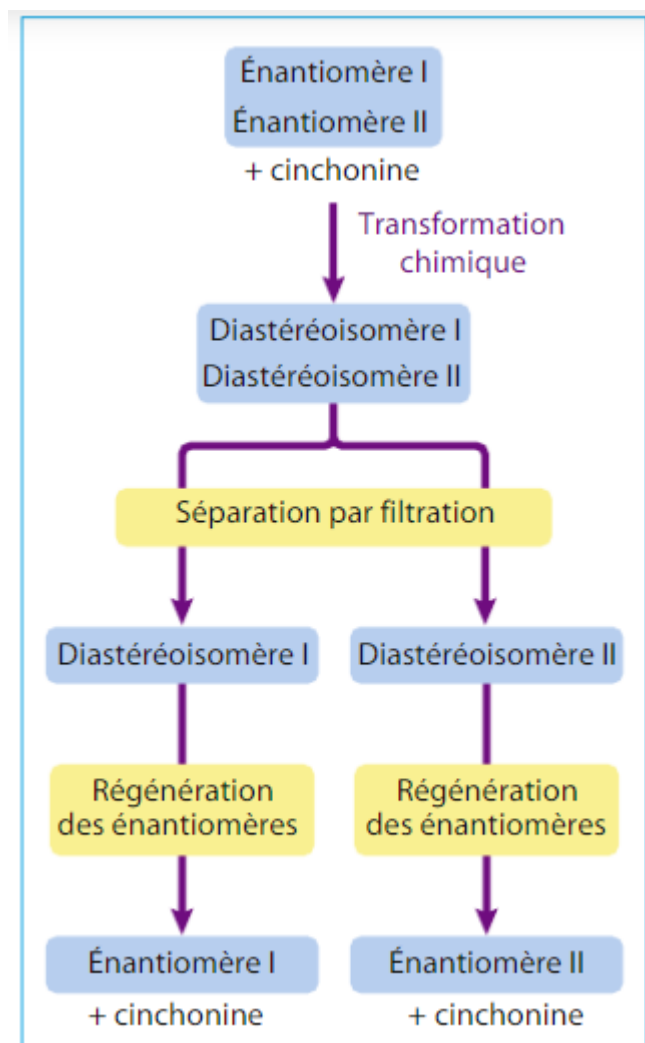 Énantiomère I
Énantiomère II
+ cinchonine
Transformation
chimique
Diastéréoisomère I
Diastéréoisomère II
Séparation par filtration
Diastéréoisomère I
Diastéréoisomère II
Régénération
des énantiomères
Régénération
des énantiomères
Énantiomère I
+ cinchonine
Énantiomère II
+ cinchonine